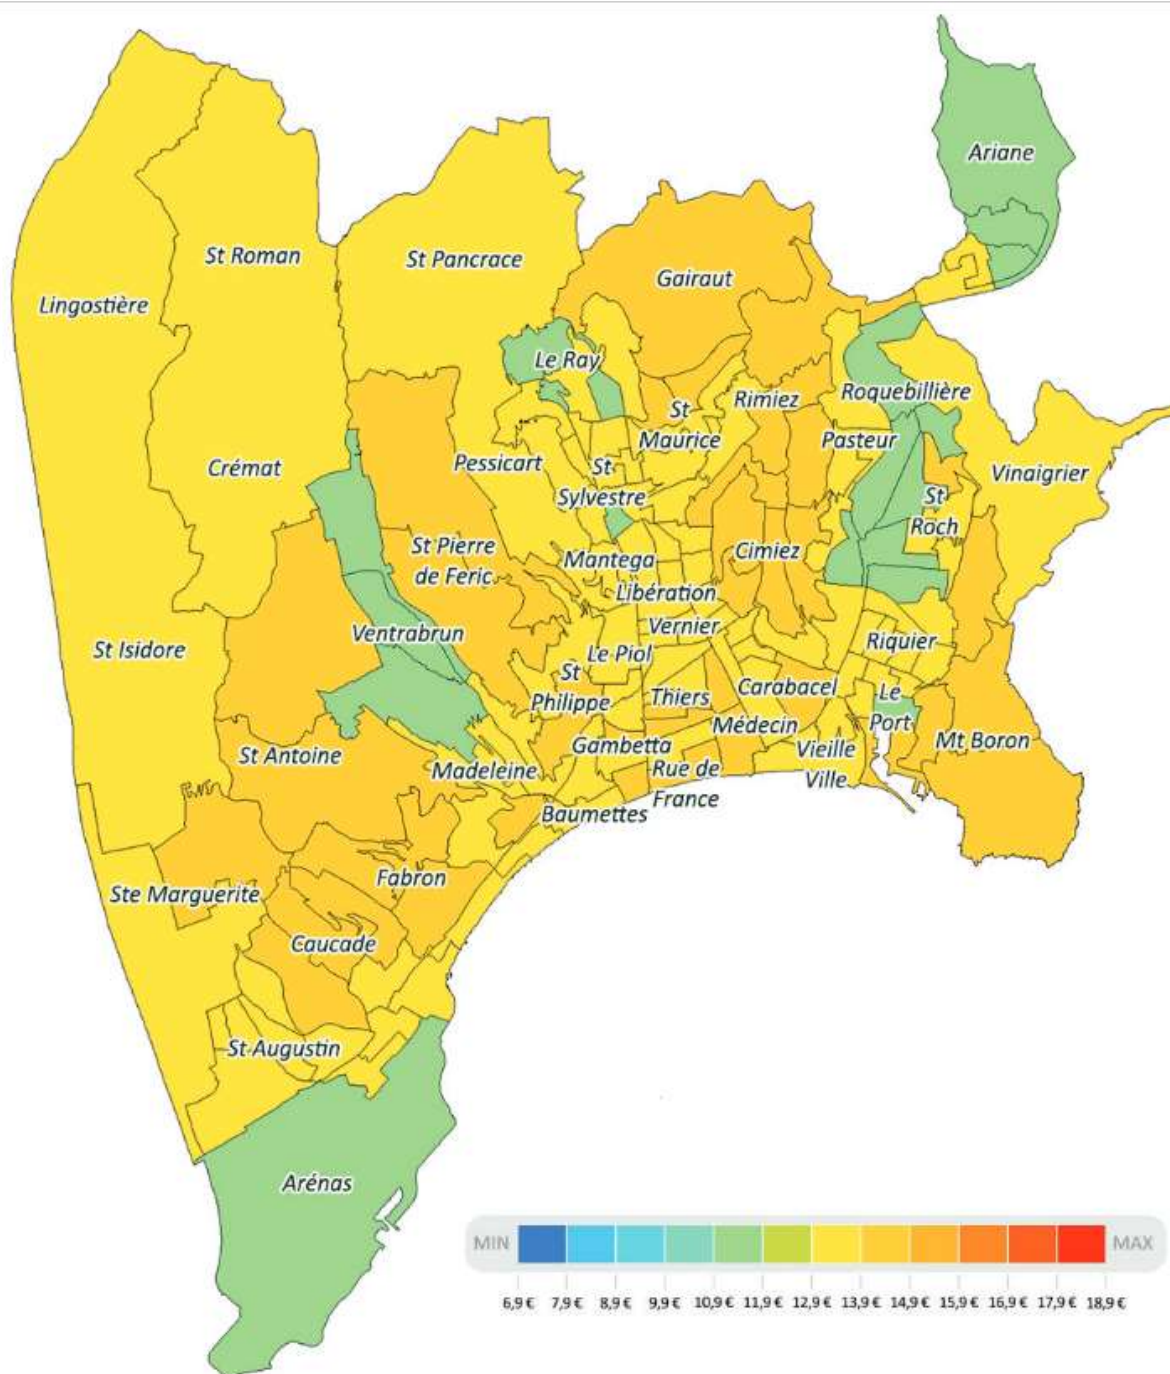 Ariane
St Roman
St Pancrace
Gairaut
Lingostière
Le Ray
Roquebillière
Rimiez
St
Maurice
Pasteur
Crémat
Pessicart
St
Sylvestre
Vinaigrier
St
Roch
St Pierre
de Feric
Mantega
Cimiez
Libération
Ventrabrun
Vernier
St Isidore
Le Piol
Riquier
St
Philippe
Thiers
Carabacel
Le
Port
Médecin
St Antoine
Gambetta
Vieille
Ville
Mt Boron
Madeleine
Rue de
France
Baumettes
Fabron
Ste Marguerite
Caucade
St Augustin
Arénas
MIN MAX
6,9 € 7,9 € 8,9 € 9,9 € 10,9 € 11,9 € 12,9 € 13,9 € 14,9 € 15,9 € 16,9 € 17,9 € 18,9 €